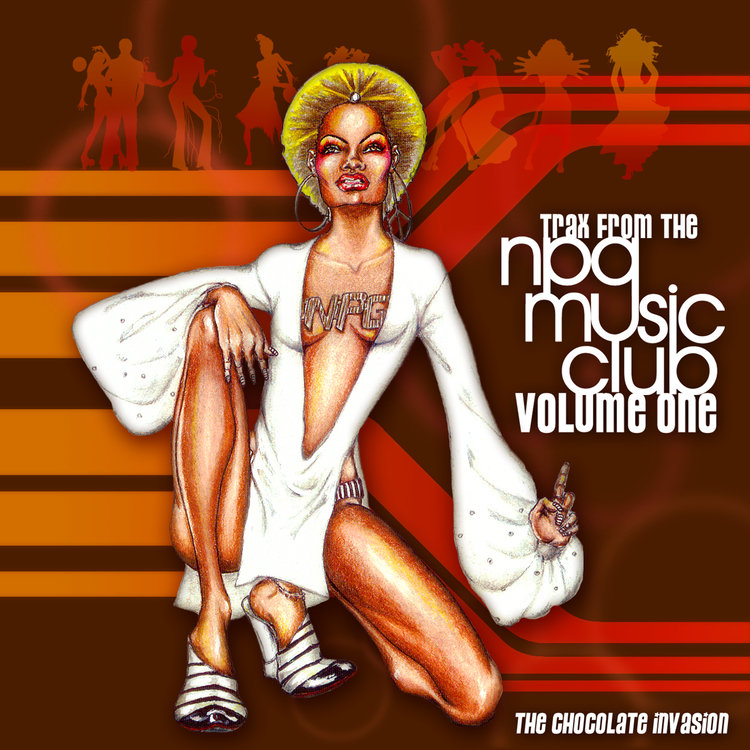 TRAX FROM THE
npg
music
club
VOLUME ONE
NPG
THE CHOCOLATE INVASION